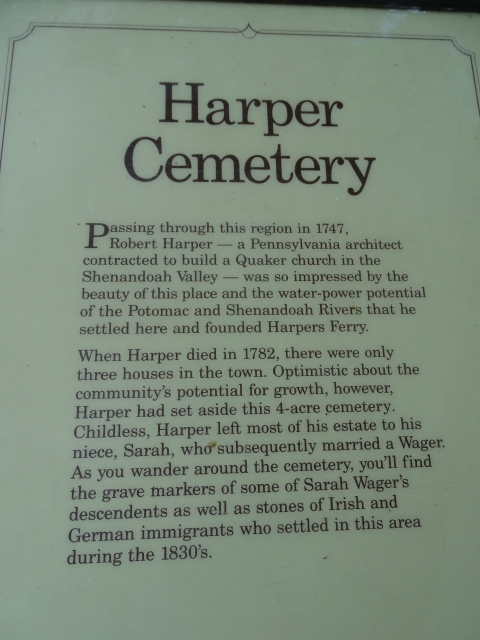 Harper
Cemetery
Passing through this region in 1747,
Robert Harper — a Pennsylvania architect
contracted to build a Quaker church in the
Shenandoah Valley — was so impressed by the
beauty of this place and the water-power potential
of the Potomac and Shenandoah Rivers that he
settled here and founded Harpers Ferry.
When Harper died in 1782, there were only
three houses in the town. Optimistic about the
community's potential for growth, however,
Harper had set aside this 4-acre cemetery.
Childless, Harper left most of his estate to his
niece, Sarah, who subsequently married a Wager.
As you wander around the cemetery, you'll find
the grave markers of some of Sarah Wager's
descendents as well as stones of Irish and
German immigrants who settled in this area
during the 1830's.